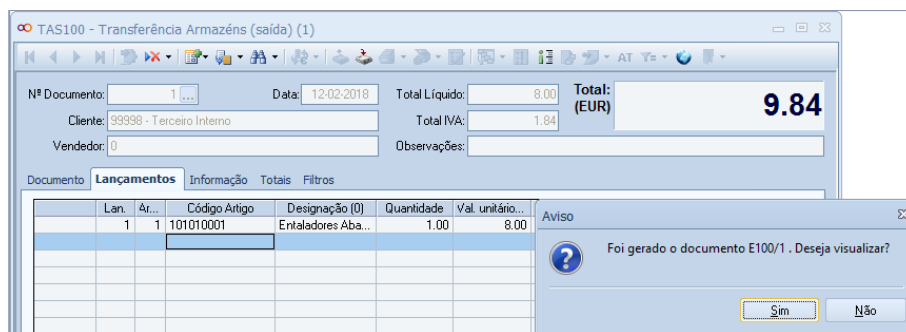 TAS100 - Transferência Armazéns (saída) (1)
AT
Nº Documento: 1 ... Data: 12-02-2018 Total Líquido: 8.00 Total: (EUR) 9.84
Cliente: 99998 - Terceiro Interno Total IVA: 1.84
Vendedor: 0 Observações:
Documento Lançamentos Informação Totais Filtros
Lan. Ar... Código Artigo Designação (0) Quantidade Val. unitário...
1 1 101010001 Entaladores Aba... 1.00 8.00
Aviso
Foi gerado o documento E100/1 . Deseja visualizar?
Sim Não